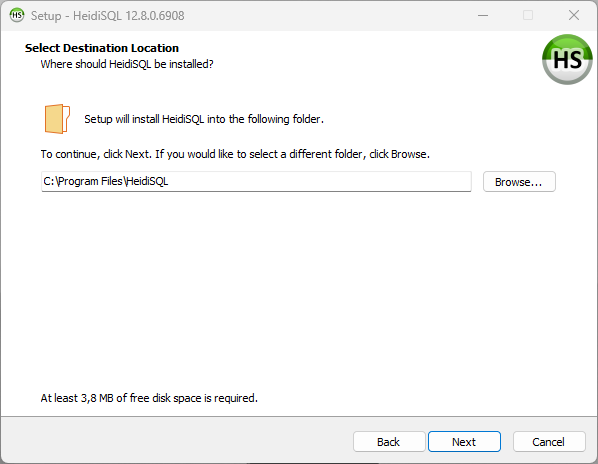 Setup - HeidiSQL 12.8.0.6908
Select Destination Location
Where should HeidiSQL be installed?
HS
Setup will install HeidiSQL into the following folder.
To continue, click Next. If you would like to select a different folder, click Browse.
C:\Program Files\HeidiSQL
Browse...
At least 3,8 MB of free disk space is required.
Back Next Cancel